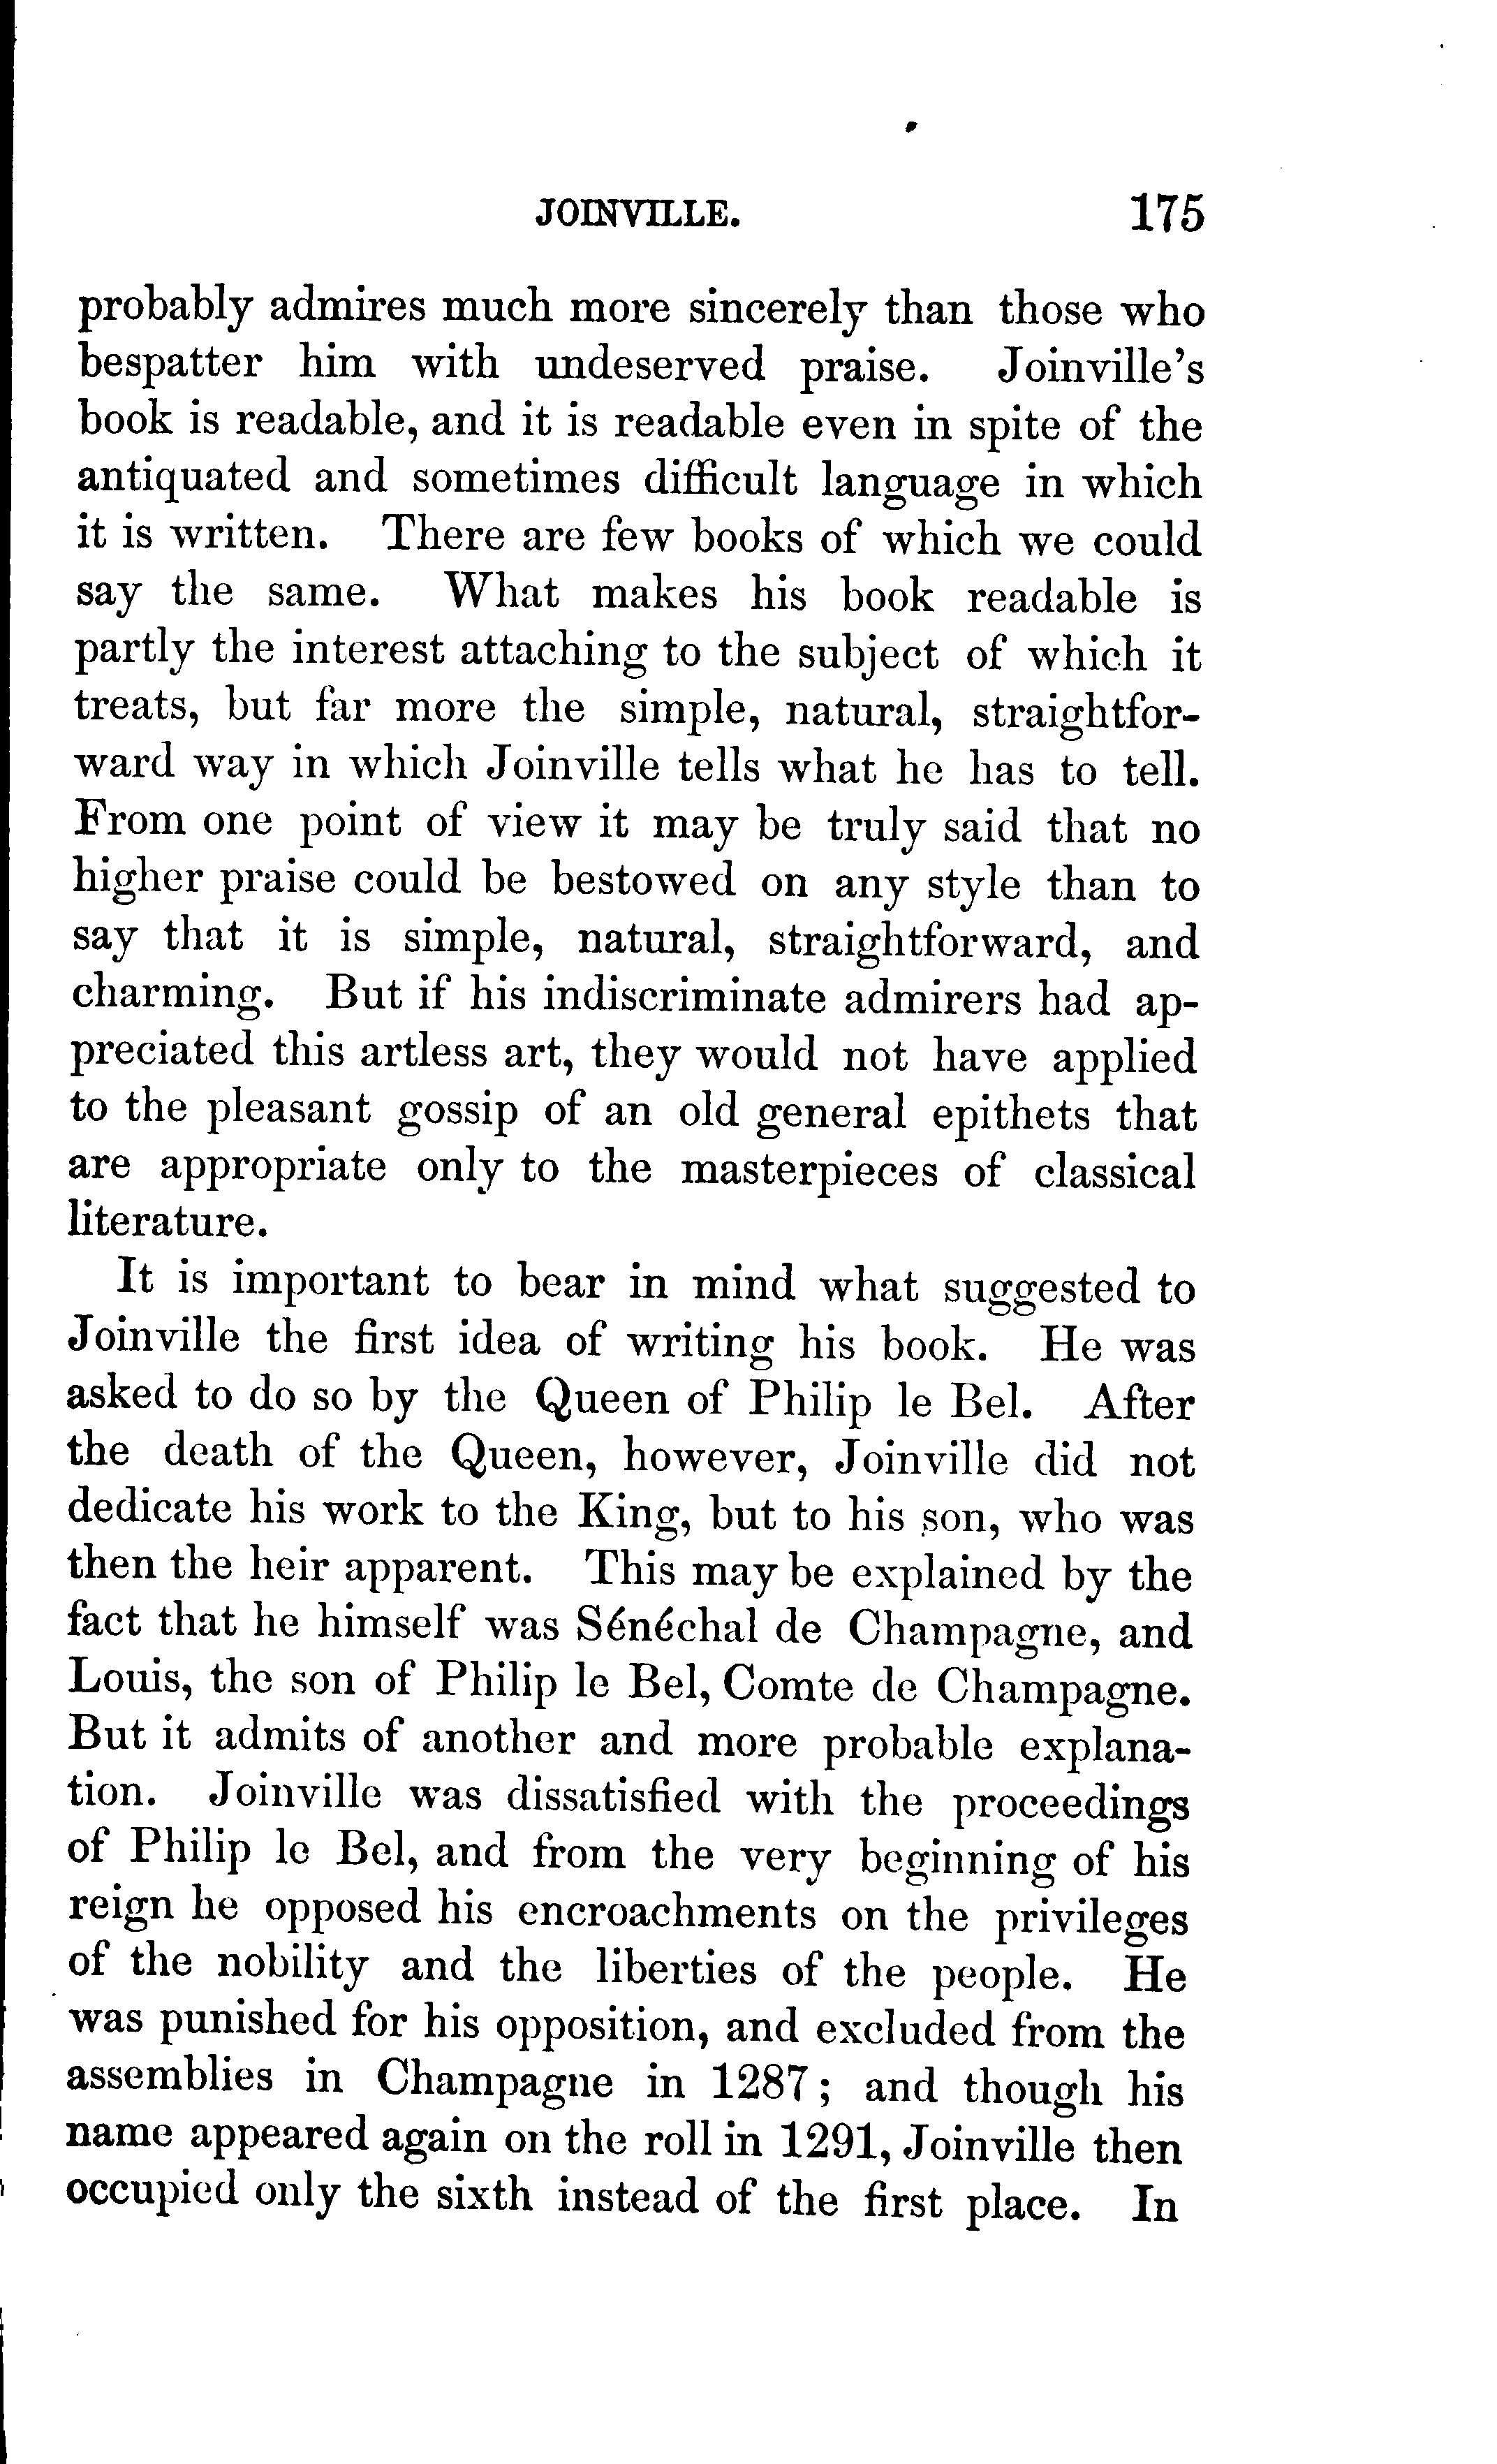 JOINVILLE. 175
probably admires much more sincerely than those who
bespatter him with undeserved praise. Joinville's
book is readable, and it is readable even in spite of the
antiquated and sometimes difficult language in which
it is written. There are few books of which we could
say the same. What makes his book readable is
partly the interest attaching to the subject of which it
treats, but far more the simple, natural, straightfor-
ward way in which Joinville tells what he has to tell.
From one point of view it may be truly said that no
higher praise could be bestowed on any style than to
say that it is simple, natural, straightforward, and
charming. But if his indiscriminate admirers had ap-
preciated this artless art, they would not have applied
to the pleasant gossip of an old general epithets that
are appropriate only to the masterpieces of classical
literature.
It is important to bear in mind what suggested to
Joinville the first idea of writing his book. He was
asked to do so by the Queen of Philip le Bel. After
the death of the Queen, however, Joinville did not
dedicate his work to the King, but to his son, who was
then the heir apparent. This may be explained by the
fact that he himself was Sénéchal de Champagne, and
Louis, the son of Philip le Bel, Comte de Champagne.
But it admits of another and more probable explana-
tion. Joinville was dissatisfied with the proceedings
of Philip le Bel, and from the very beginning of his
reign he opposed his encroachments on the privileges
of the nobility and the liberties of the people. He
was punished for his opposition, and excluded from the
assemblies in Champagne in 1287; and though his
name appeared again on the roll in 1291, Joinville then
occupied only the sixth instead of the first place. In